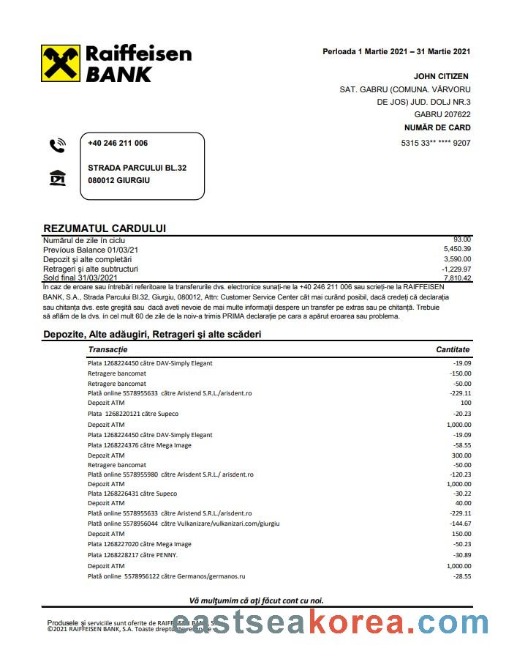 Raiffeisen
BANK
Perloada 1 Martie 2021 – 31 Martie 2021
JOHN CITIZEN
SAT. GABRU (COMUNA. VÂRVORU
DE JOS) JUD. DOLJ NR.3
GABRU 207622
NUMĂR DE CARD
5315 33** **** 9207
+40 246 211 006
STRADA PARCULUI BL.32
080012 GIURGIU
REZUMATUL CARDULUI
Numărul de zile în ciclu 93.00
Previous Balance 01/03/21 5,450.39
Depozit și alte completări 3,590.00
Retrageri și alte subtructuri -1,229.97
Sold final 31/03/2021 7,810.42
În caz de eroare sau întrebări referitoare la transferurile dvs. electronice sunați-ne la +40 246 211 006 sau scrieți-ne la RAIFFEISEN
BANK, S.A., Strada Parcului Bl.32, Giurgiu, 080012, Attn: Customer Service Center cât mai curând posibil, dacă credeți că declarația
sau chitanța dvs. este greșită sau dacă aveti nevoie de mai multe informații despre un transfer pe extras sau pe chitanță. Trebuie
să aflăm de la dvs. in cel mult 60 de zile de la noi-a trimis PRIMA declarație pe care a apărut eroarea sau problema.
Depozite, Alte adăugiri, Retrageri și alte scăderi
Transacție Cantitate
Plata 1268224450 către DAV-Simply Elegant -19.09
Retragere bancomat -150.00
Retragere bancomat -50.00
Plată online 5578955633 către Aristend S.R.L./arisdent.ro -229.11
Depozit ATM 100
Plata 1268220121 către Supeco -20.23
Depozit ATM 1,000.00
Plata 1268224450 către DAV-Simply Elegant -19.09
Plata 1268224376 către Mega Image -58.55
Depozit ATM 300.00
Retragere bancomat -50.00
Plată online 5578955980 către Arisdent S.R.L./ arisdent.ro -120.23
Depozit ATM 1,000.00
Plata 1268226431 către Supeco -30.22
Depozit ATM 40.00
Plată online 5578955633 către Aristend S.R.L./arisdent.ro -229.11
Plată online 5578956044 către Vulkanizare/vulkanizari.com/giurgiu -144.67
Depozit ATM 150.00
Plata 1268227020 către Mega Image -50.23
Plata 1268228217 către PENNY. -30.89
Depozit ATM 1,000.00
Plată online 5578956122 către Germanos/germanos.ru -28.55
Vă mulțumim că ați făcut cont cu noi.
Produsele și serviciile sunt oferite de RAIFFEISEN BANK, S.A.
©2021 RAIFFEISEN BANK, S.A. Toate
eastseakorea.com